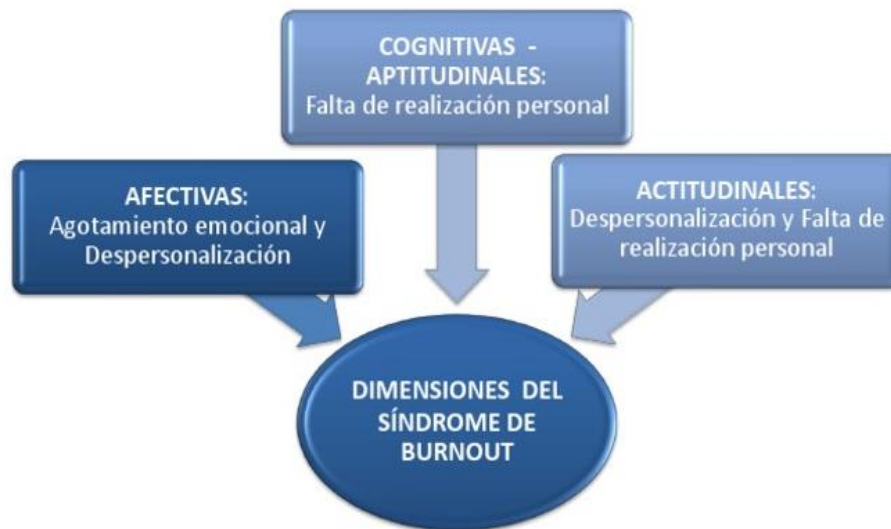 COGNITIVAS -
APTITUDINALES:
Falta de realización personal
AFECTIVAS:
Agotamiento emocional y
Despersonalización
ACTITUDINALES:
Despersonalización y Falta de
realización personal
DIMENSIONES DEL
SÍNDROME DE
BURNOUT